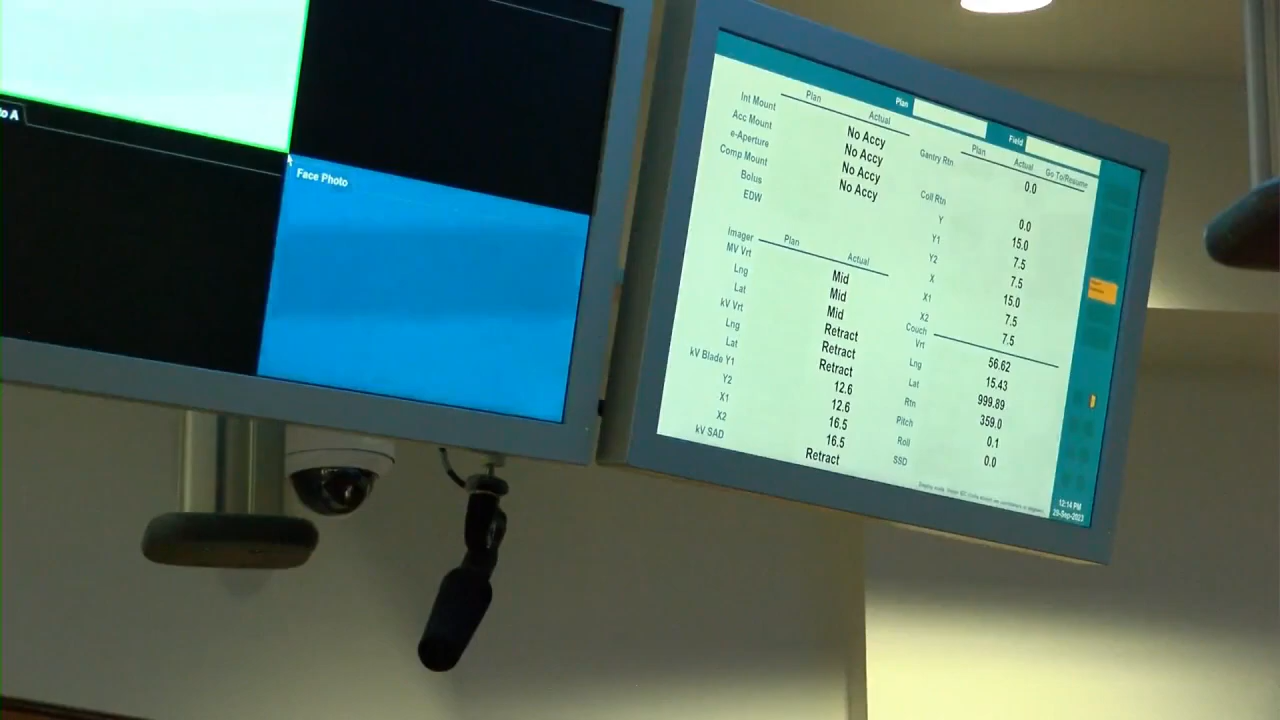 to A
Face Photo
Plan
Field
Plan
Actual
Int Mount
Acc Mount
e-Aperture
Comp Mount
Bolus
EDW
No Accy
No Accy
No Accy
No Accy
Imager
Plan
Actual
MV Vrt
Mid
Lng
Mid
Lat
Mid
kV Vrt
Retract
Lng
Retract
Lat
Retract
kV Blade Y1
12.6
Y2
12.6
X1
16.5
X2
16.5
kV SAD
Retract
Plan
Actual
Go To/Resume
Gantry Rtn
0.0
Coll Rtn
0.0
Y
15.0
Y1
7.5
Y2
7.5
X
15.0
X1
7.5
X2
7.5
Couch
Vrt
56.62
Lng
15.43
Lat
999.89
Rtn
359.0
Pitch
0.1
Roll
0.0
SSD
12:14 PM
20-Sep-2023